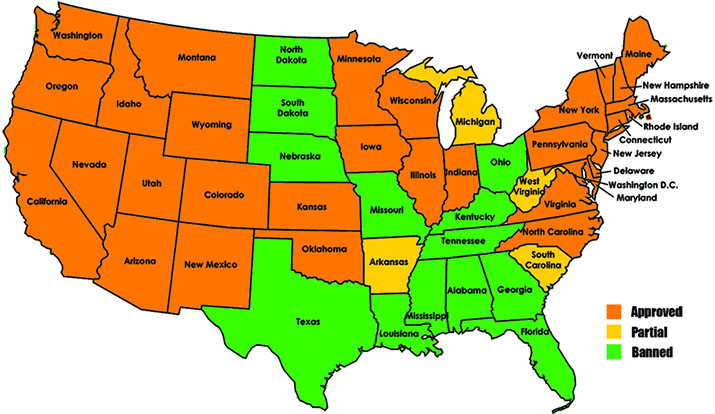 Washington
Montana
North
Dakota
Minnesota
Vermont
Maine
Oregon
Idaho
Wyoming
South
Dakota
Wisconsin
Michigan
New York
New Hampshire
Massachusetts
Rhode Island
Connecticut
Nevada
Utah
Colorado
Nebraska
Iowa
Illinois
Indiana
Ohio
Pennsylvania
New Jersey
Delaware
Washington D.C.
Maryland
California
Kansas
Missouri
Kentucky
West
Virginia
Virginia
Arizona
New Mexico
Oklahoma
Arkansas
Tennessee
North Carolina
South
Carolina
Texas
Louisiana
Mississippi
Alabama
Georgia
Florida
Approved
Partial
Banned